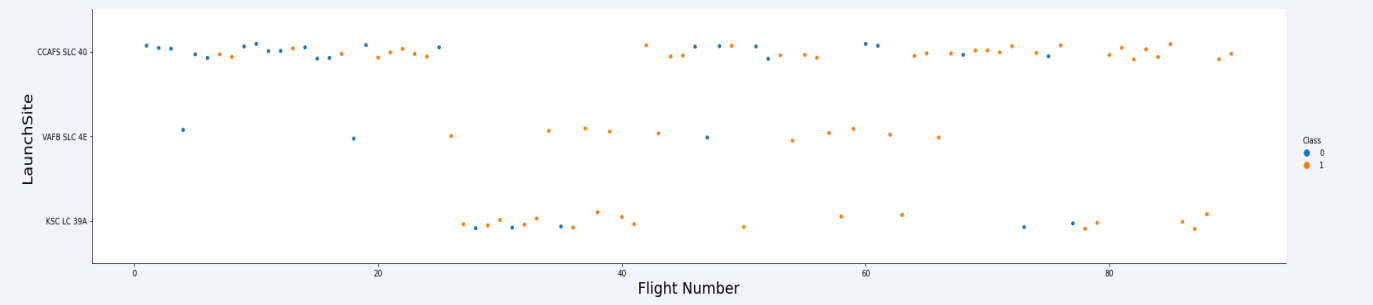 LaunchSite
CCAFS SLC 40
VAFB SLC 4E
KSC LC 39A
0 20 40 60 80
Flight Number
Class
0
1